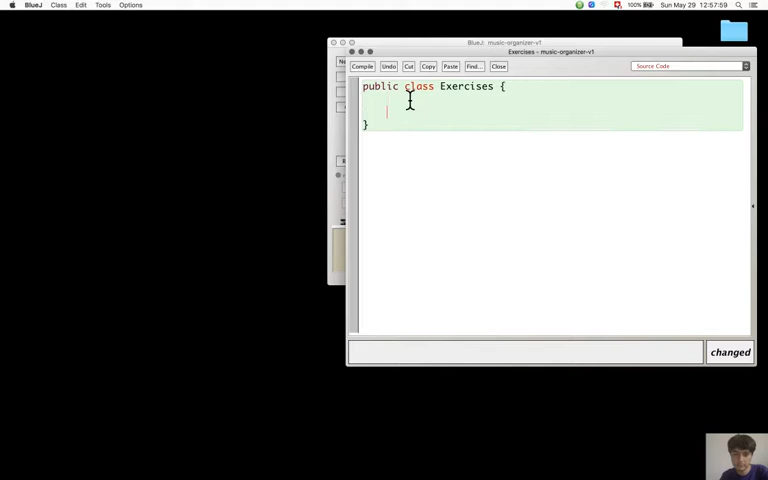 BlueJ Class Edit Tools Options 100% Sun May 29 12:57:59
BlueJ: music-organizer-v1
Exercises - music-organizer-v1
Compile Undo Cut Copy Paste Find... Close Source Code
public class Exercises {
}
changed